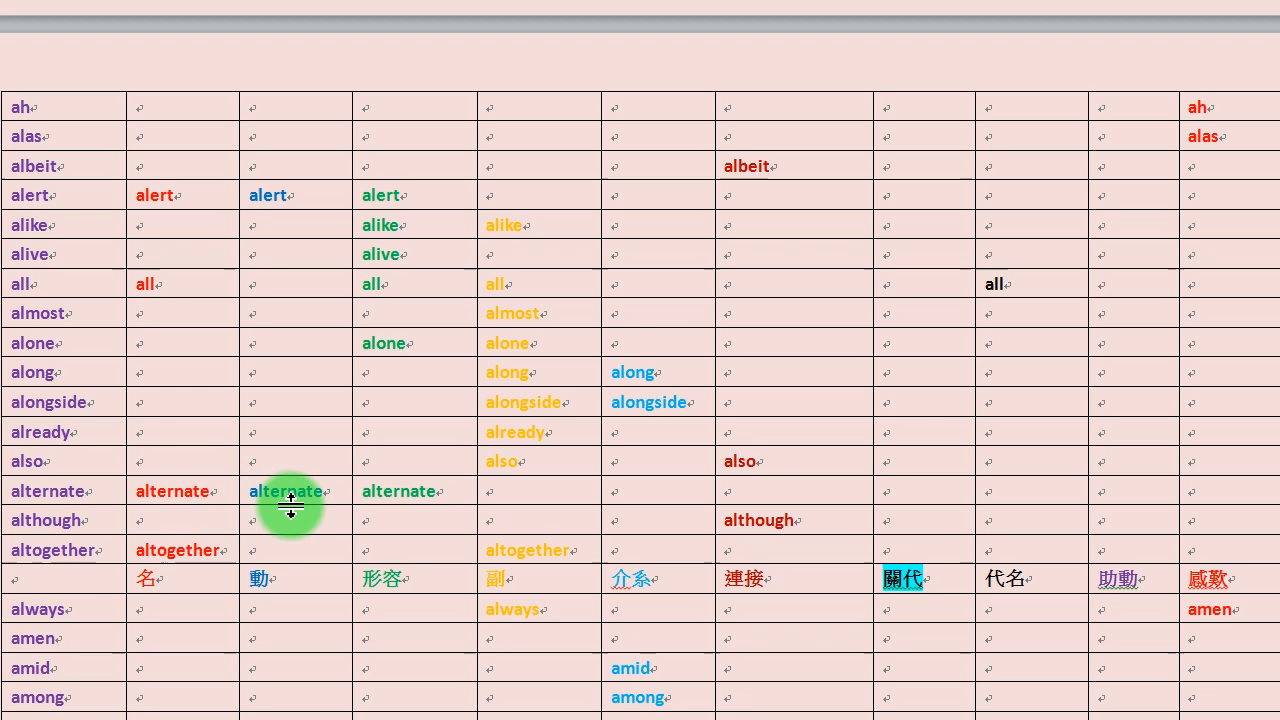 ah ah
alas alas
albeit albeit
alert alert alert alert
alike alike alike
alive alive
all all all all all
almost almost
alone alone alone
along along along
alongside alongside alongside
already already
also also also
alternate alternate alternate alternate
although although
altogether altogether altogether
名 動 形容 副 介系 連接 關代 代名 助動 感歎
always always amen
amen
amid amid
among among